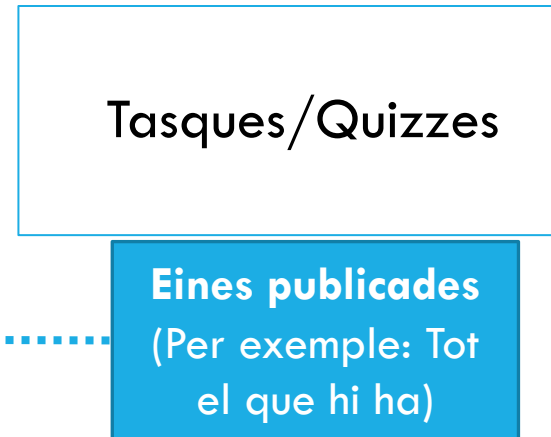 Tasques/Quizzes
Eines publicades
(Per exemple: Tot
el que hi ha)